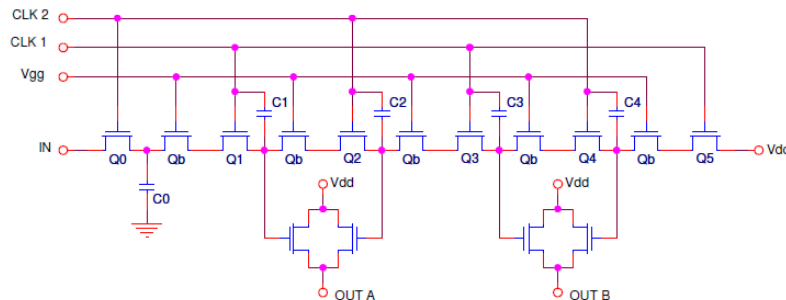 CLK 2
CLK 1
Vgg
C1 C2 C3 C4
IN Vdd
Q0 Qb Q1 Qb Q2 Qb Q3 Qb Q4 Qb Q5
C0
Vdd Vdd
OUT A OUT B